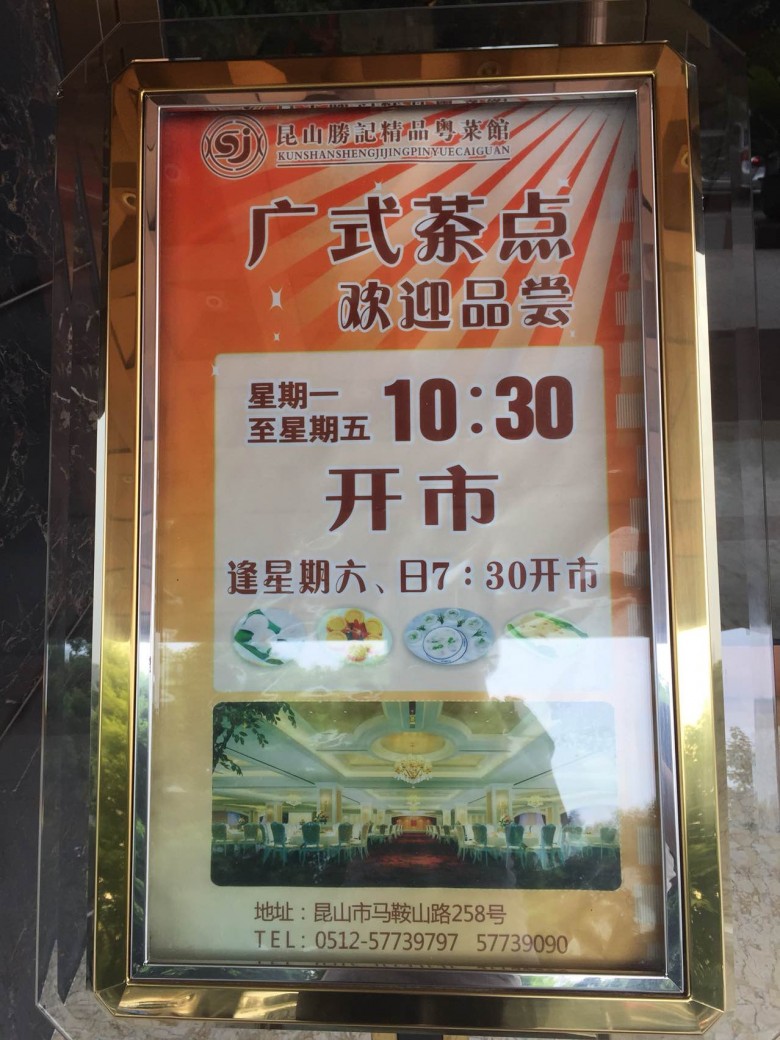 SJ
昆山勝記精品粤菜館
KUNSHANSHENGJIJINGPINYUECAIGUAN
广式茶点
欢迎品尝
星期一
至星期五 10:30
开市
逢星期六、日7:30开市
地址:昆山市马鞍山路258号
TEL: 0512-57739797 57739090